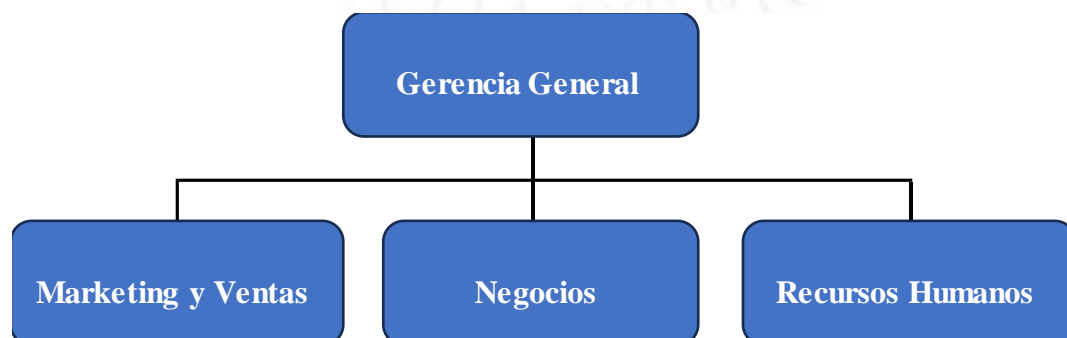 Gerencia General
Marketing y Ventas
Negocios
Recursos Humanos